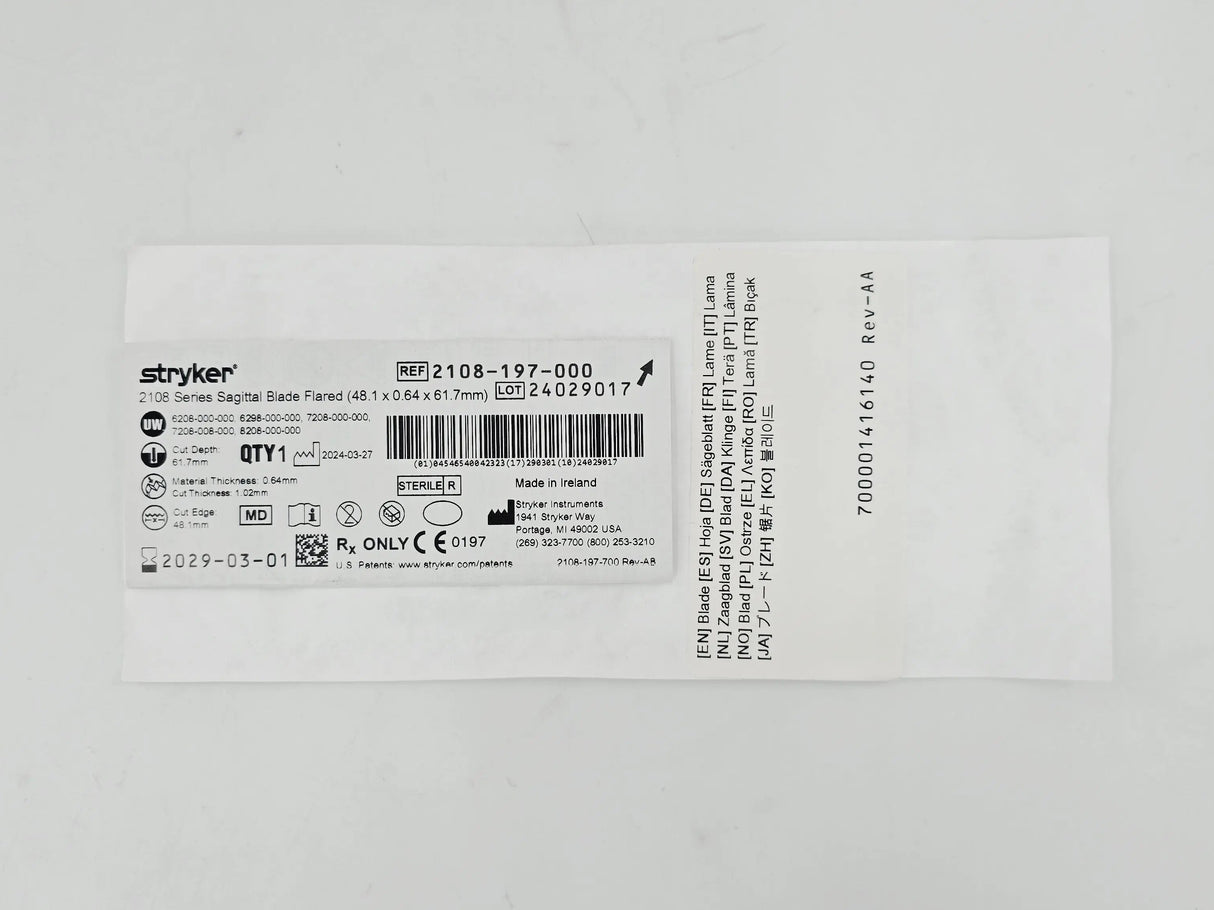 stryker®
REF 2108-197-000
2108 Series Sagittal Blade Flared (48.1 x 0.64 x 61.7mm)
LOT 24029017
UW 6208-000-000, 6298-000-000, 7208-000-000,
7208-008-000, 8208-000-000
Cut Depth:
61.7mm
QTY 1
2024-03-27
(01)04546540042323(17)290301(10)24029017
Material Thickness: 0.64mm
Cut Thickness: 1.02mm
STERILE R
Made in Ireland
Cut Edge:
48.1mm
MD
Stryker Instruments
1941 Stryker Way
Portage, MI 49002 USA
(269) 323-7700 (800) 253-3210
2029-03-01
Rx ONLY CE 0197
U.S. Patents: www.stryker.com/patents
2108-197-700 Rev-AB
[EN] Blade [ES] Hoja [DE] Sägeblatt [FR] Lame [IT] Lama
[NL] Zaagblad [SV] Blad [DA] Klinge [FI] Terä [PT] Lâmina
[NO] Blad [PL] Ostrze [EL] Λεπίδα [RO] Lamă [TR] Bıçak
[JA] ブレード [ZH] 锯片 [KO] 블레이드
700001416140 Rev-AA